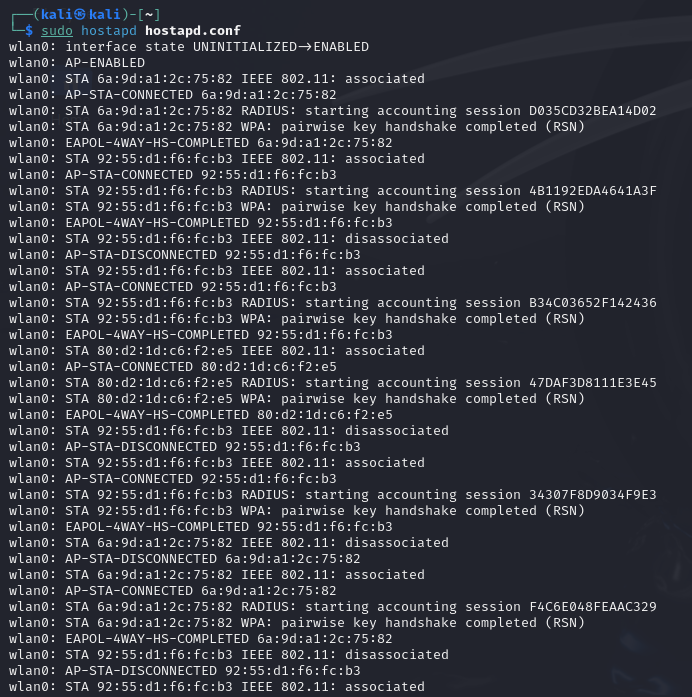 ┌──(kali㉿kali)-[~]
└─$ sudo hostapd hostapd.conf
wlan0: interface state UNINITIALIZED->ENABLED
wlan0: AP-ENABLED
wlan0: STA 6a:9d:a1:2c:75:82 IEEE 802.11: associated
wlan0: AP-STA-CONNECTED 6a:9d:a1:2c:75:82
wlan0: STA 6a:9d:a1:2c:75:82 RADIUS: starting accounting session D035CD32BEA14D02
wlan0: STA 6a:9d:a1:2c:75:82 WPA: pairwise key handshake completed (RSN)
wlan0: EAPOL-4WAY-HS-COMPLETED 6a:9d:a1:2c:75:82
wlan0: STA 92:55:d1:f6:fc:b3 IEEE 802.11: associated
wlan0: AP-STA-CONNECTED 92:55:d1:f6:fc:b3
wlan0: STA 92:55:d1:f6:fc:b3 RADIUS: starting accounting session 4B1192EDA4641A3F
wlan0: STA 92:55:d1:f6:fc:b3 WPA: pairwise key handshake completed (RSN)
wlan0: EAPOL-4WAY-HS-COMPLETED 92:55:d1:f6:fc:b3
wlan0: STA 92:55:d1:f6:fc:b3 IEEE 802.11: disassociated
wlan0: AP-STA-DISCONNECTED 92:55:d1:f6:fc:b3
wlan0: STA 92:55:d1:f6:fc:b3 IEEE 802.11: associated
wlan0: AP-STA-CONNECTED 92:55:d1:f6:fc:b3
wlan0: STA 92:55:d1:f6:fc:b3 RADIUS: starting accounting session B34C03652F142436
wlan0: STA 92:55:d1:f6:fc:b3 WPA: pairwise key handshake completed (RSN)
wlan0: EAPOL-4WAY-HS-COMPLETED 92:55:d1:f6:fc:b3
wlan0: STA 80:d2:1d:c6:f2:e5 IEEE 802.11: associated
wlan0: AP-STA-CONNECTED 80:d2:1d:c6:f2:e5
wlan0: STA 80:d2:1d:c6:f2:e5 RADIUS: starting accounting session 47DAF3D8111E3E45
wlan0: STA 80:d2:1d:c6:f2:e5 WPA: pairwise key handshake completed (RSN)
wlan0: EAPOL-4WAY-HS-COMPLETED 80:d2:1d:c6:f2:e5
wlan0: STA 92:55:d1:f6:fc:b3 IEEE 802.11: disassociated
wlan0: AP-STA-DISCONNECTED 92:55:d1:f6:fc:b3
wlan0: STA 92:55:d1:f6:fc:b3 IEEE 802.11: associated
wlan0: AP-STA-CONNECTED 92:55:d1:f6:fc:b3
wlan0: STA 92:55:d1:f6:fc:b3 RADIUS: starting accounting session 34307F8D9034F9E3
wlan0: STA 92:55:d1:f6:fc:b3 WPA: pairwise key handshake completed (RSN)
wlan0: EAPOL-4WAY-HS-COMPLETED 92:55:d1:f6:fc:b3
wlan0: STA 6a:9d:a1:2c:75:82 IEEE 802.11: disassociated
wlan0: AP-STA-DISCONNECTED 6a:9d:a1:2c:75:82
wlan0: STA 6a:9d:a1:2c:75:82 IEEE 802.11: associated
wlan0: AP-STA-CONNECTED 6a:9d:a1:2c:75:82
wlan0: STA 6a:9d:a1:2c:75:82 RADIUS: starting accounting session F4C6E048FEAAC329
wlan0: STA 6a:9d:a1:2c:75:82 WPA: pairwise key handshake completed (RSN)
wlan0: EAPOL-4WAY-HS-COMPLETED 6a:9d:a1:2c:75:82
wlan0: STA 92:55:d1:f6:fc:b3 IEEE 802.11: disassociated
wlan0: AP-STA-DISCONNECTED 92:55:d1:f6:fc:b3
wlan0: STA 92:55:d1:f6:fc:b3 IEEE 802.11: associated